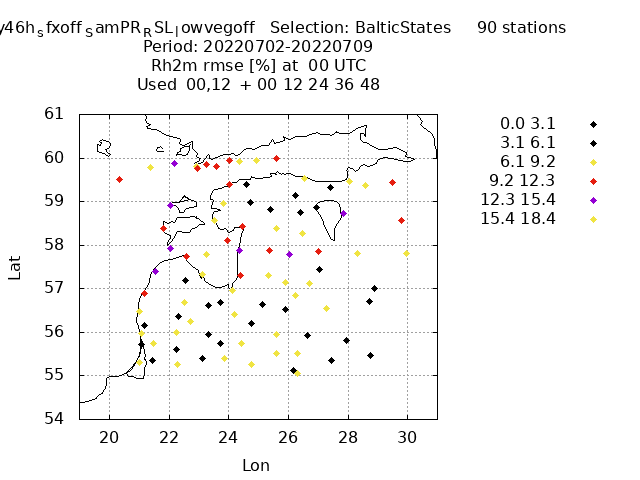 y46h_sfxoff_samPR_RSL_lowvegoff Selection: BalticStates 90 stations
Period: 20220702-20220709
Rh2m rmse [%] at 00 UTC
Used 00,12 + 00 12 24 36 48
61
60
59
58
57
56
55
54
20 22 24 26 28 30
Lat
Lon
0.0 3.1
3.1 6.1
6.1 9.2
9.2 12.3
12.3 15.4
15.4 18.4